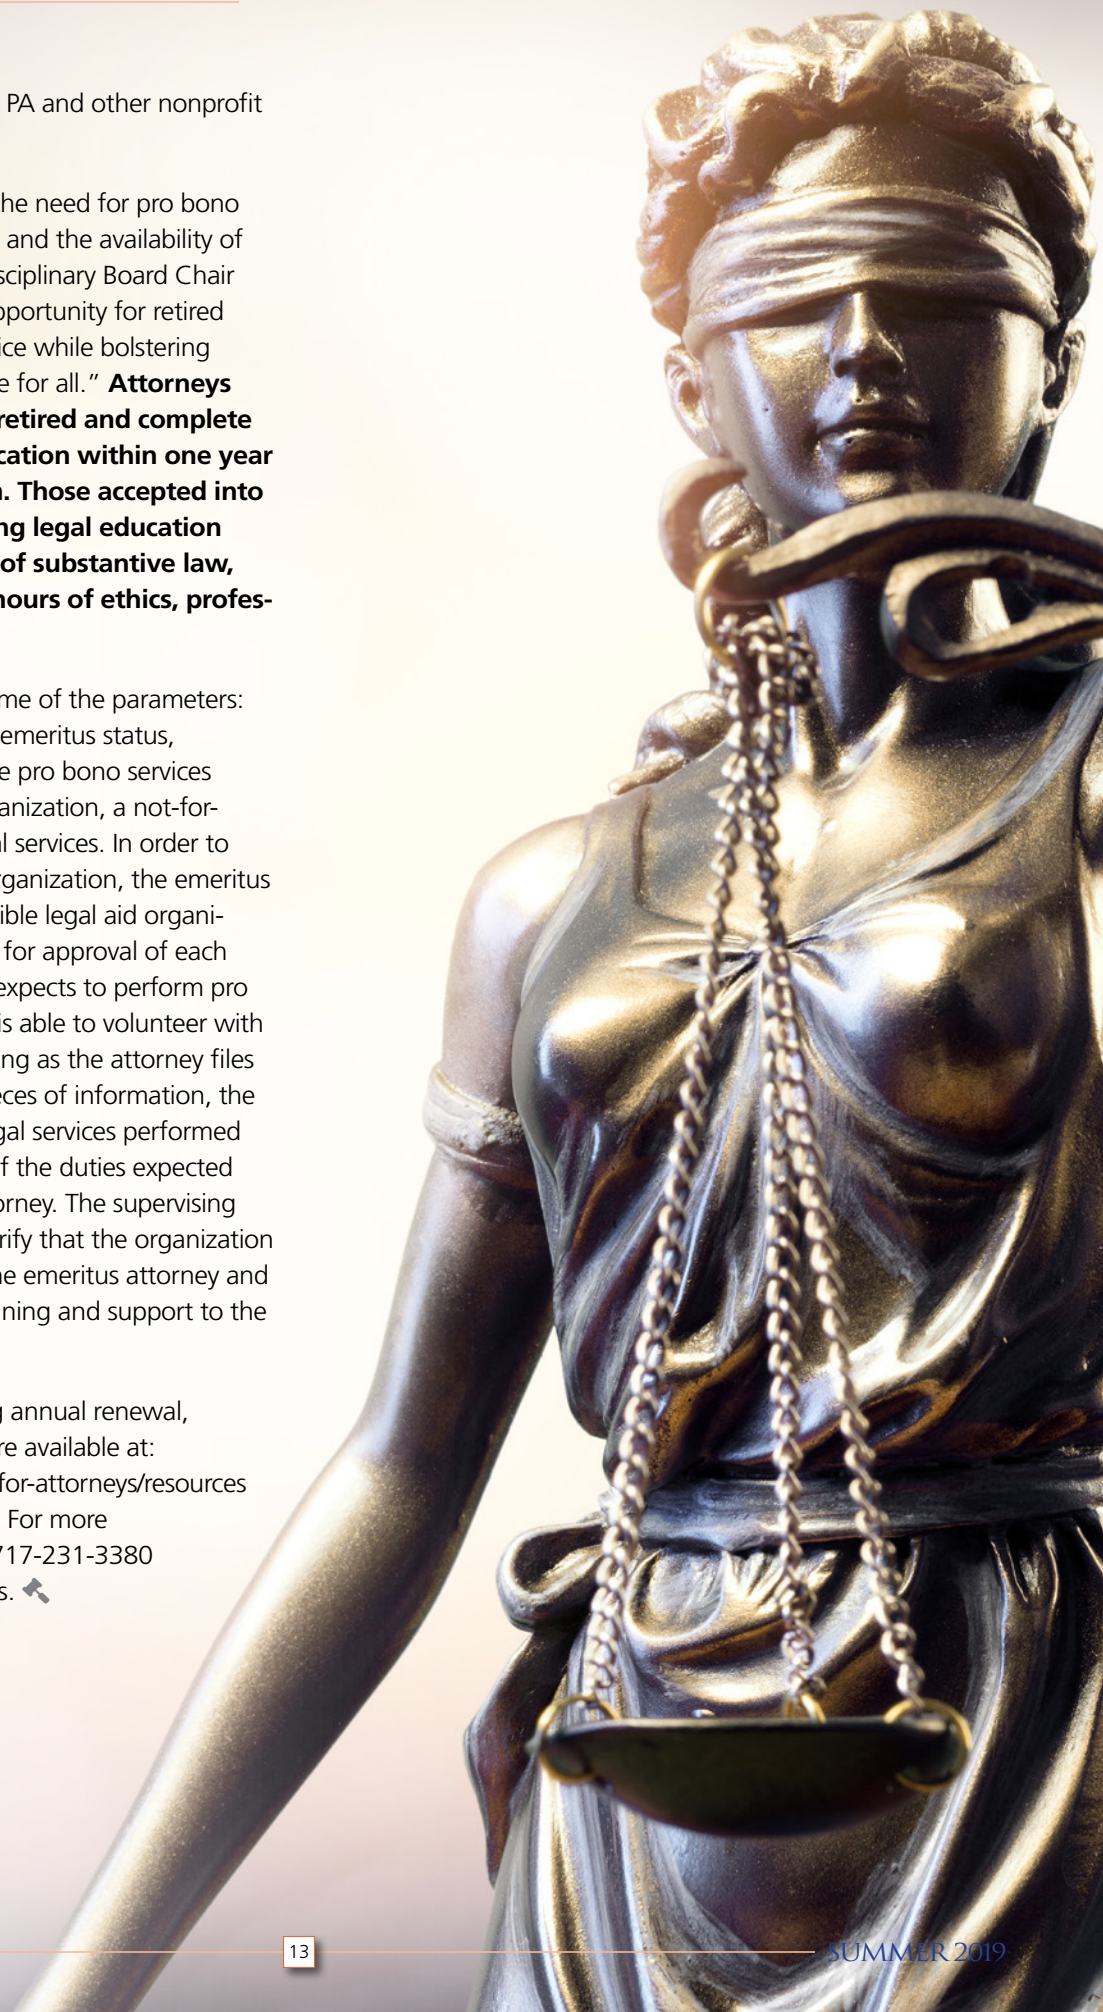 PA and other nonprofit
he need for pro bono
and the availability of
sciplinary Board Chair
pportunity for retired
ice while bolstering
e for all.” Attorneys
retired and complete
cation within one year
n. Those accepted into
ng legal education
of substantive law,
hours of ethics, profes-
me of the parameters:
emeritus status,
e pro bono services
anization, a not-for-
l services. In order to
rganization, the emeritus
ible legal aid organi-
for approval of each
expects to perform pro
is able to volunteer with
ng as the attorney files
eces of information, the
gal services performed
f the duties expected
orney. The supervising
rify that the organization
he emeritus attorney and
ning and support to the
g annual renewal,
re available at:
for-attorneys/resources
For more
717-231-3380
s.
13
SUMMER 2019